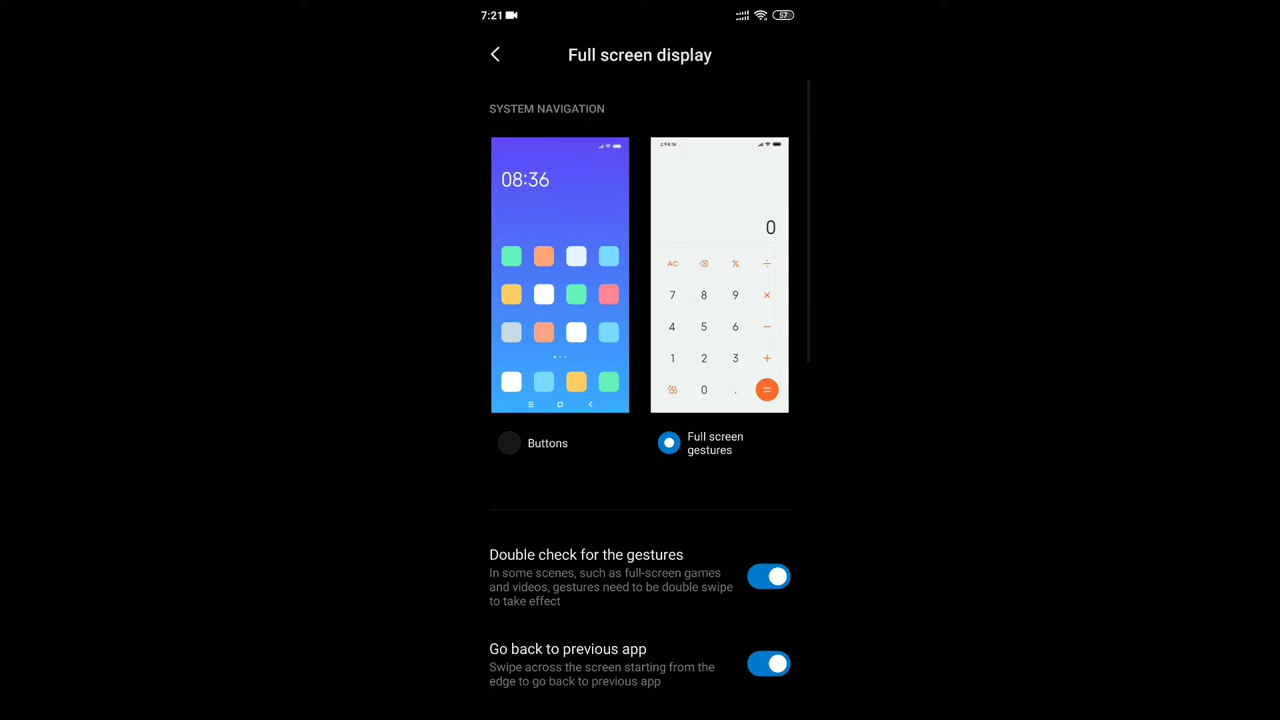 7:21
57
Full screen display
SYSTEM NAVIGATION
08:36
0
AC % ÷
7 8 9 ×
4 5 6 −
1 2 3 +
0 . =
Buttons
Full screen
gestures
Double check for the gestures
In some scenes, such as full-screen games
and videos, gestures need to be double swipe
to take effect
Go back to previous app
Swipe across the screen starting from the
edge to go back to previous app